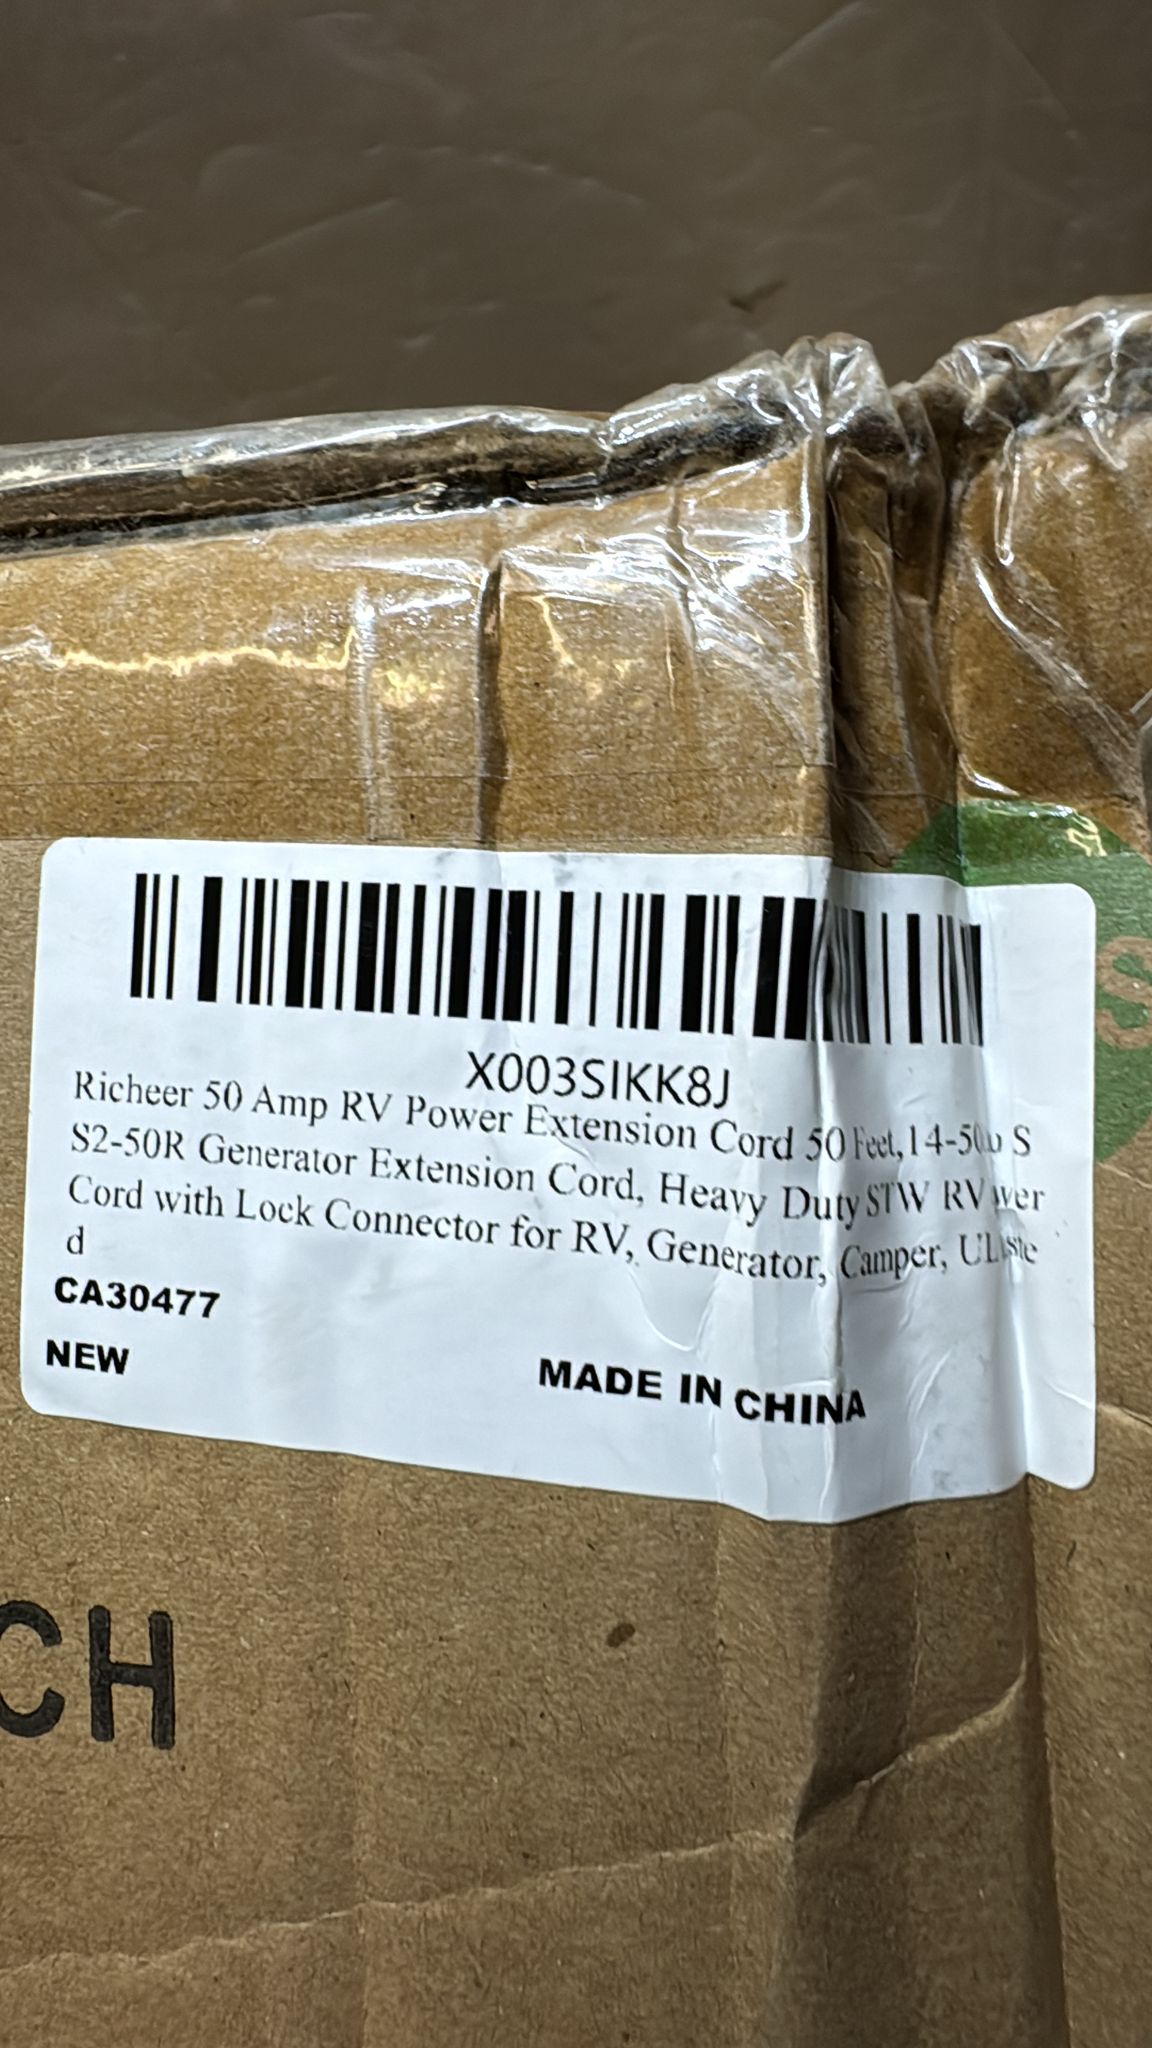 X003SIKK8J
Richeer 50 Amp RV Power Extension Cord 50 Feet,14-50 to S
S2-50R Generator Extension Cord, Heavy Duty STW RV
Cord with Lock Connector for RV, Generator, Camper,
d
CA30477
NEW
MADE IN CHINA
S
CH